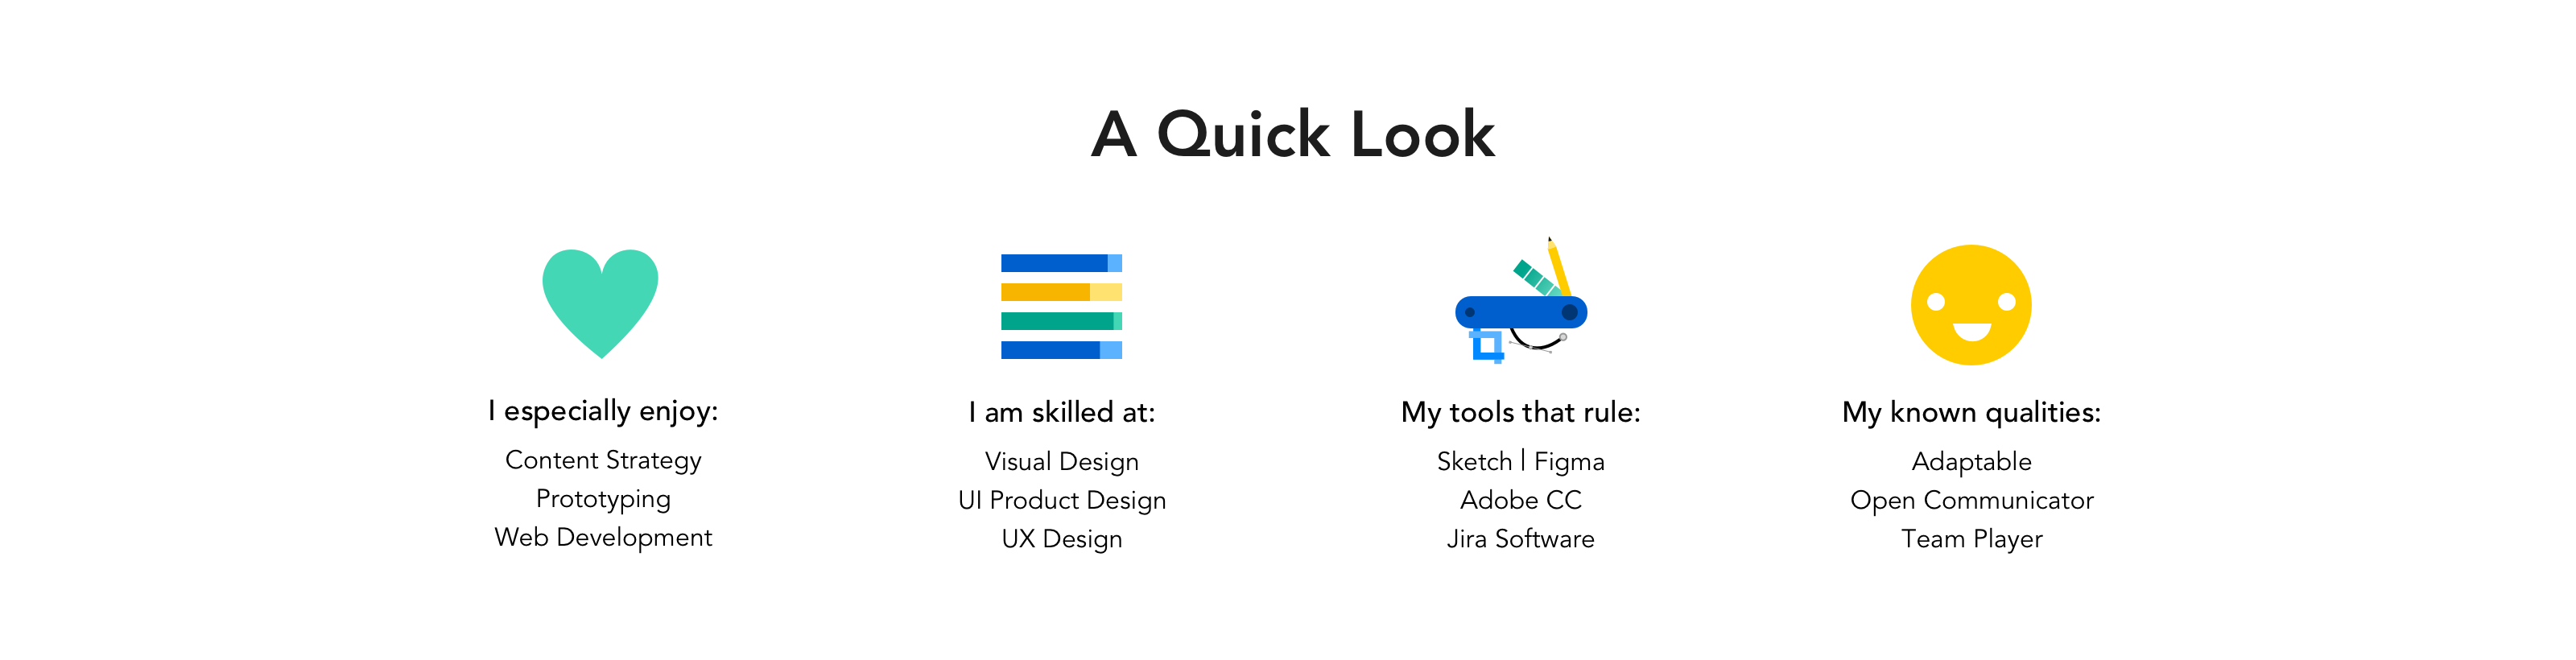 A Quick Look
I especially enjoy:
Content Strategy
Prototyping
Web Development
I am skilled at:
Visual Design
UI Product Design
UX Design
My tools that rule:
Sketch | Figma
Adobe CC
Jira Software
My known qualities:
Adaptable
Open Communicator
Team Player